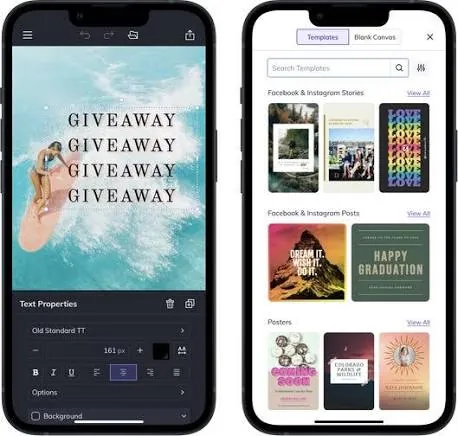 GIVEAWAY
GIVEAWAY
GIVEAWAY
GIVEAWAY
Text Properties
Old Standard TT
161 px
B I U
Options
Background
Templates
Blank Canvas
Search Templates
Facebook & Instagram Stories
View All
LOVE
LOVE
LOVE
LOVE
LOVE
LOVE
LOVE
Facebook & Instagram Posts
View All
DREAM IT.
WISH IT.
DO IT.
HAPPY
GRADUATION
Posters
View All
COMING
SOON
COLORADO
PARKS &
WILDLIFE